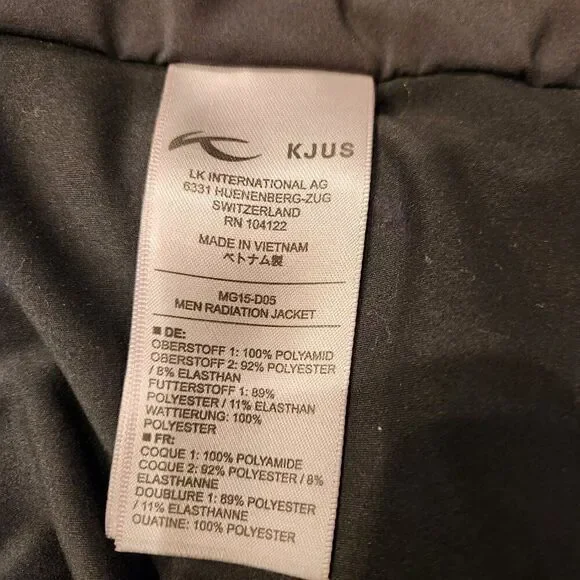 KJUS
LK INTERNATIONAL AG
6331 HUENENBERG-ZUG
SWITZERLAND
RN 104122
MADE IN VIETNAM
ベトナム製
MG15-D05
MEN RADIATION JACKET
■ DE:
OBERSTOFF 1: 100% POLYAMID
OBERSTOFF 2: 92% POLYESTER
/ 8% ELASTHAN
FUTTERSTOFF 1: 89%
POLYESTER / 11% ELASTHAN
WATTIERUNG: 100%
POLYESTER
■ FR:
COQUE 1: 100% POLYAMIDE
COQUE 2: 92% POLYESTER / 8%
ELASTHANNE
DOUBLURE 1: 89% POLYESTER
/ 11% ELASTHANNE
OUATINE: 100% POLYESTER